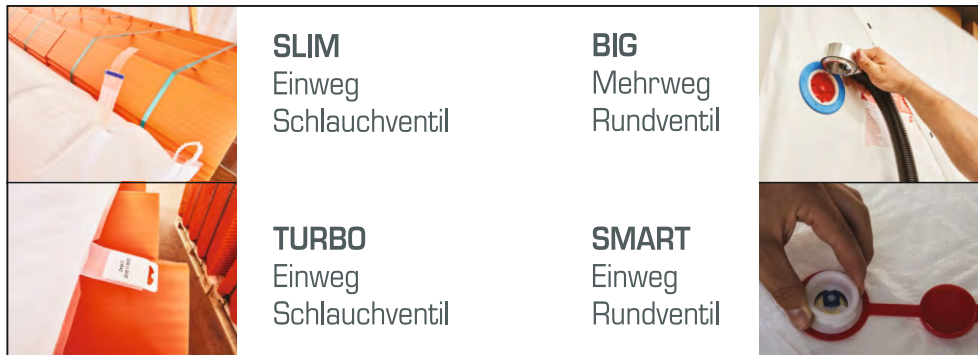 SLIM
Einweg
Schlauchventil
BIG
Mehrweg
Rundventil
TURBO
Einweg
Schlauchventil
SMART
Einweg
Rundventil